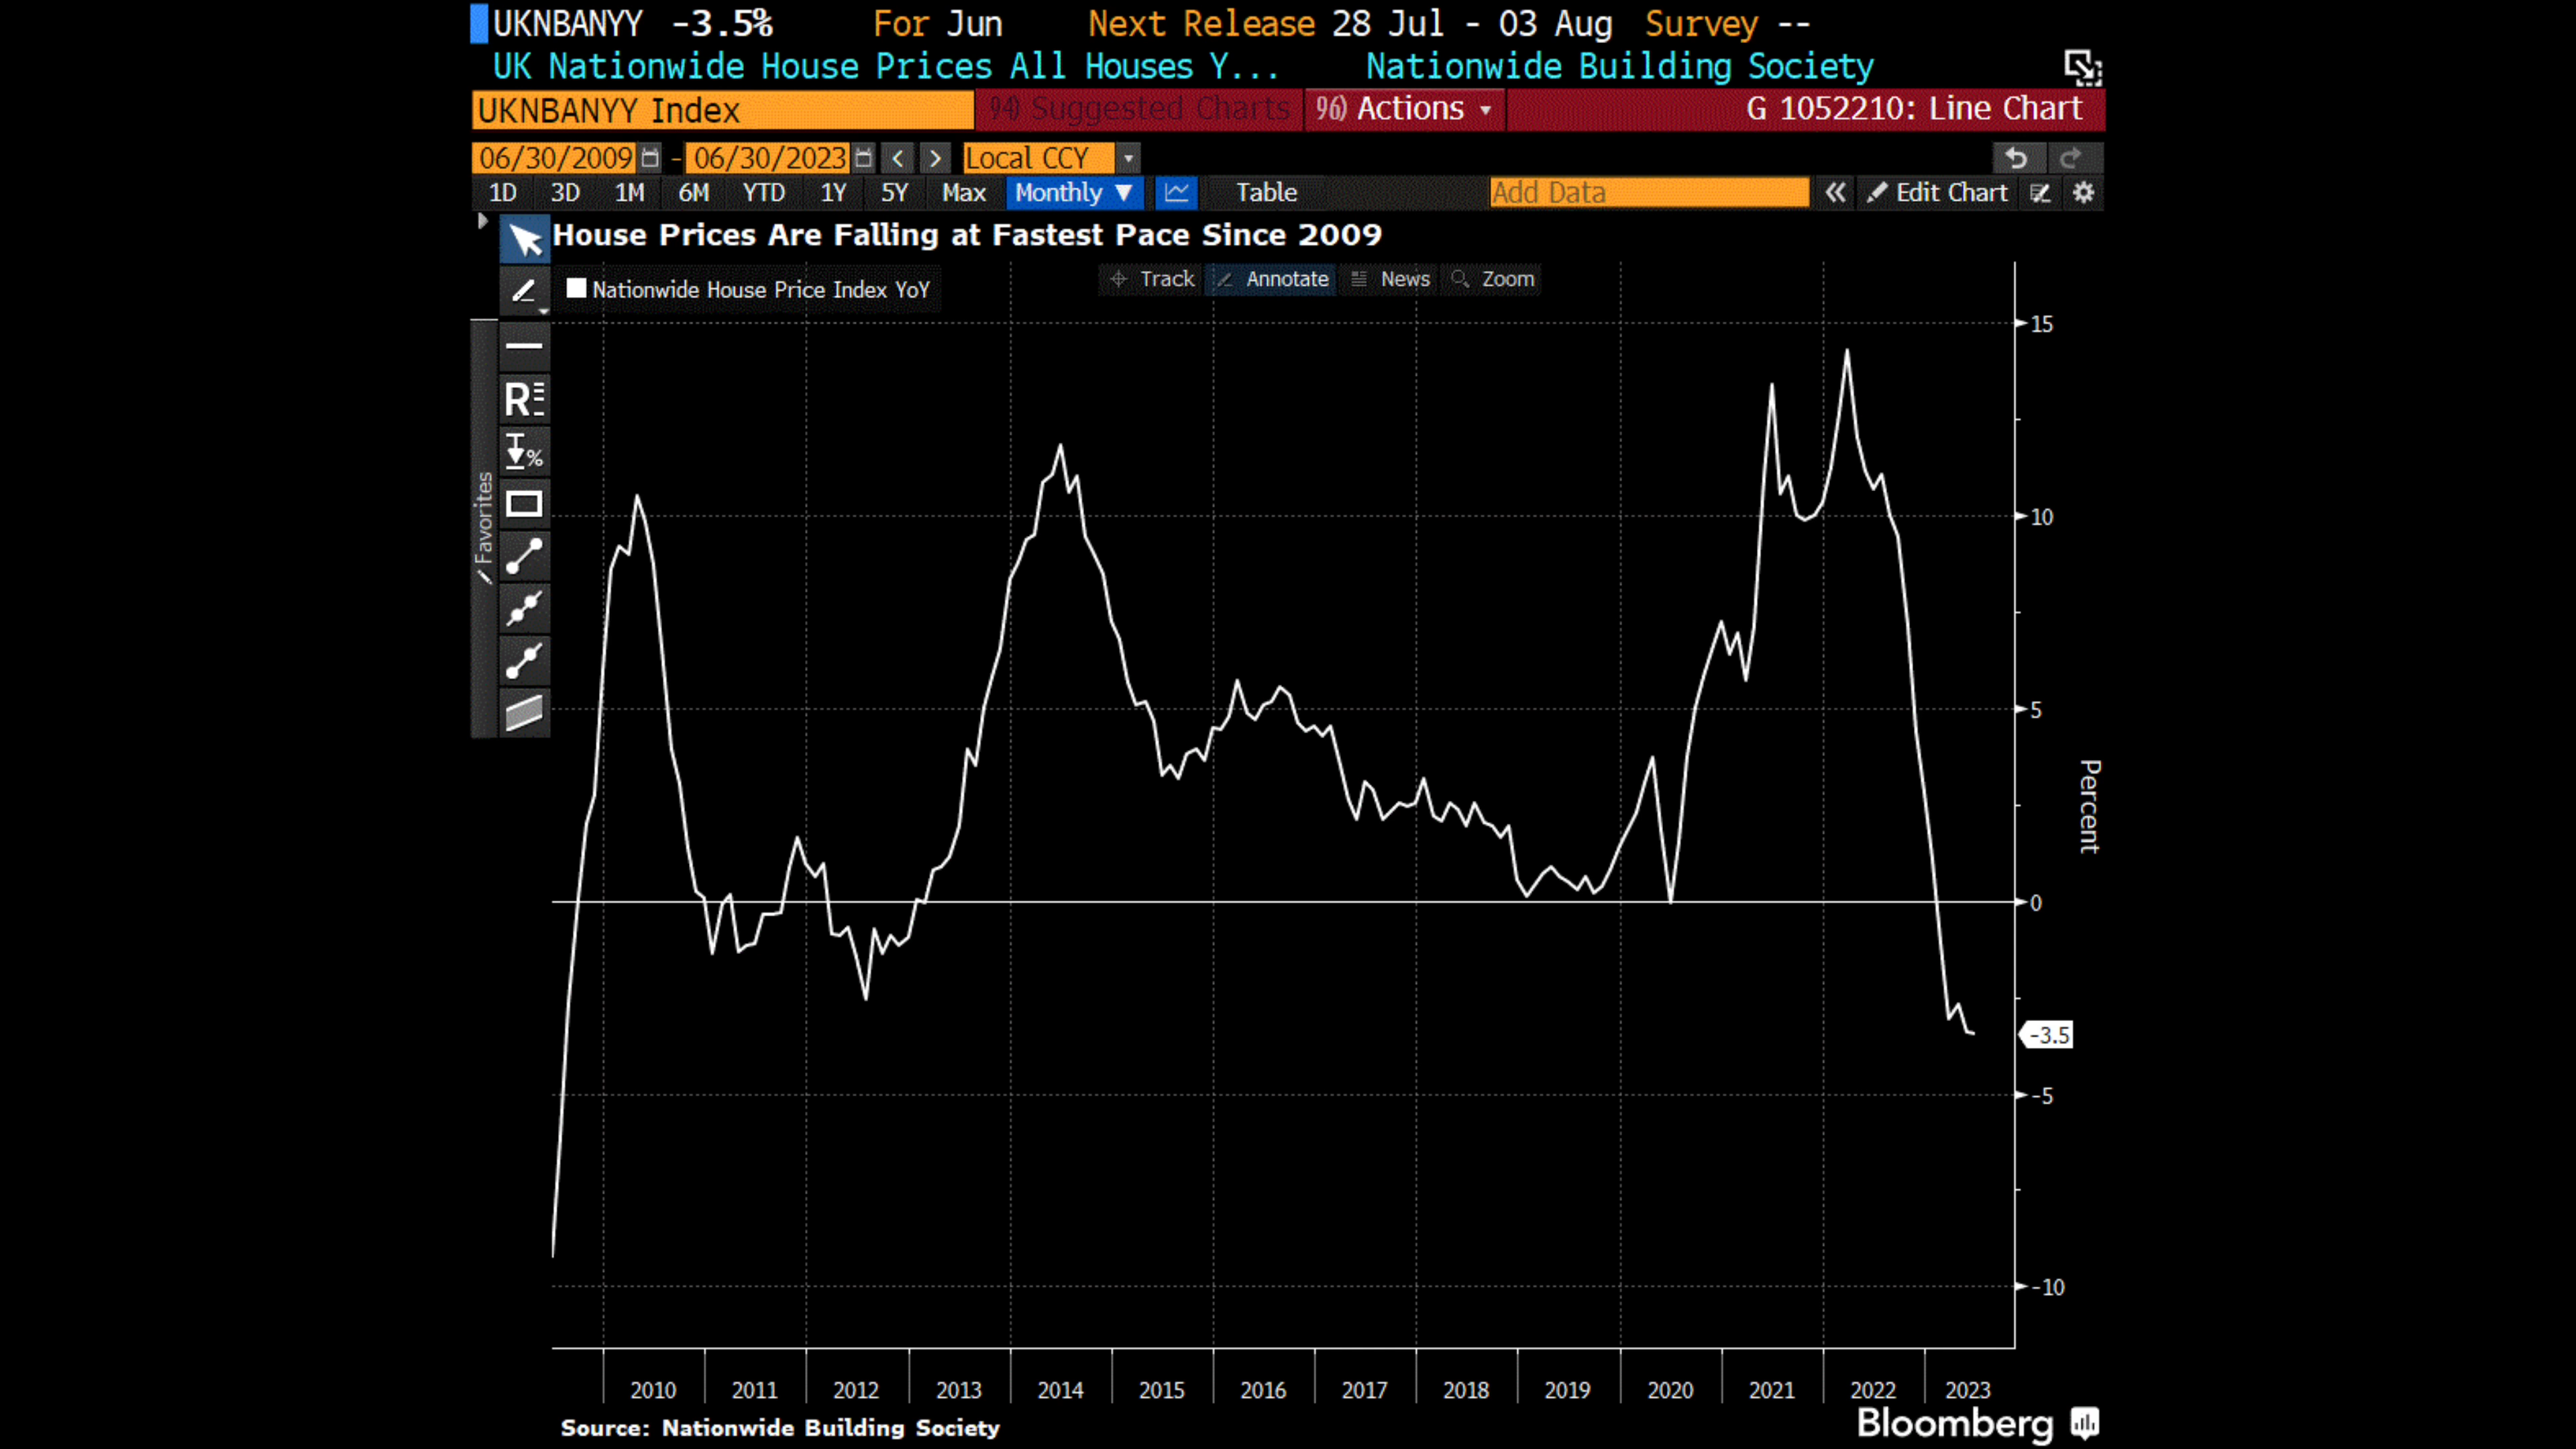 UKNBANYY -3.5% For Jun Next Release 28 Jul - 03 Aug Survey --
UK Nationwide House Prices All Houses Y... Nationwide Building Society
UKNBANYY Index 94) Suggested Charts 96) Actions G 1052210: Line Chart
06/30/2009 - 06/30/2023 < > Local CCY
1D 3D 1M 6M YTD 1Y 5Y Max Monthly ▼ Table Add Data « Edit Chart
House Prices Are Falling at Fastest Pace Since 2009
Nationwide House Price Index YoY Track Annotate News Zoom
R
%
Favorites
15
10
5
0
-3.5
-5
-10
Percent
2010 2011 2012 2013 2014 2015 2016 2017 2018 2019 2020 2021 2022 2023
Source: Nationwide Building Society
Bloomberg